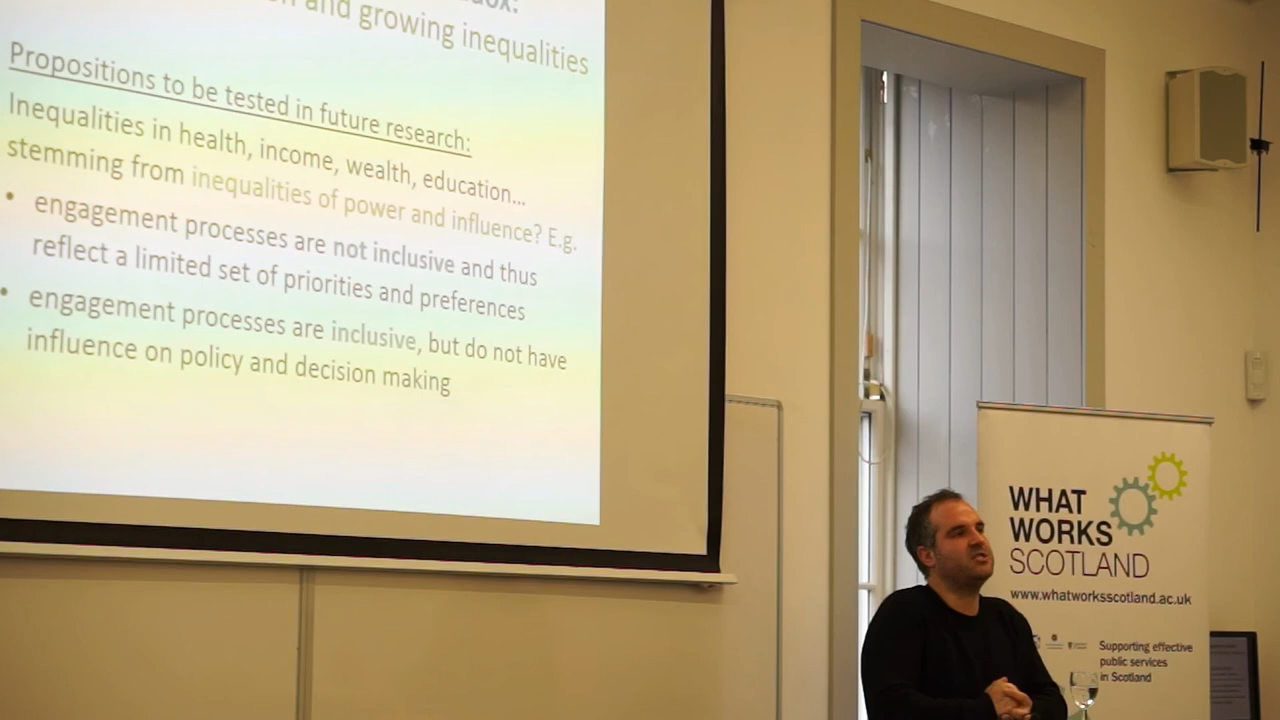 and growing inequalities
Propositions to be tested in future research:
Inequalities in health, income, wealth, education...
stemming from inequalities of power and influence? E.g.
• engagement processes are not inclusive and thus
reflect a limited set of priorities and preferences
• engagement processes are inclusive, but do not have
influence on policy and decision making
WHAT
WORKS
SCOTLAND
www.whatworksscotland.ac.uk
Supporting effective
public services
in Scotland